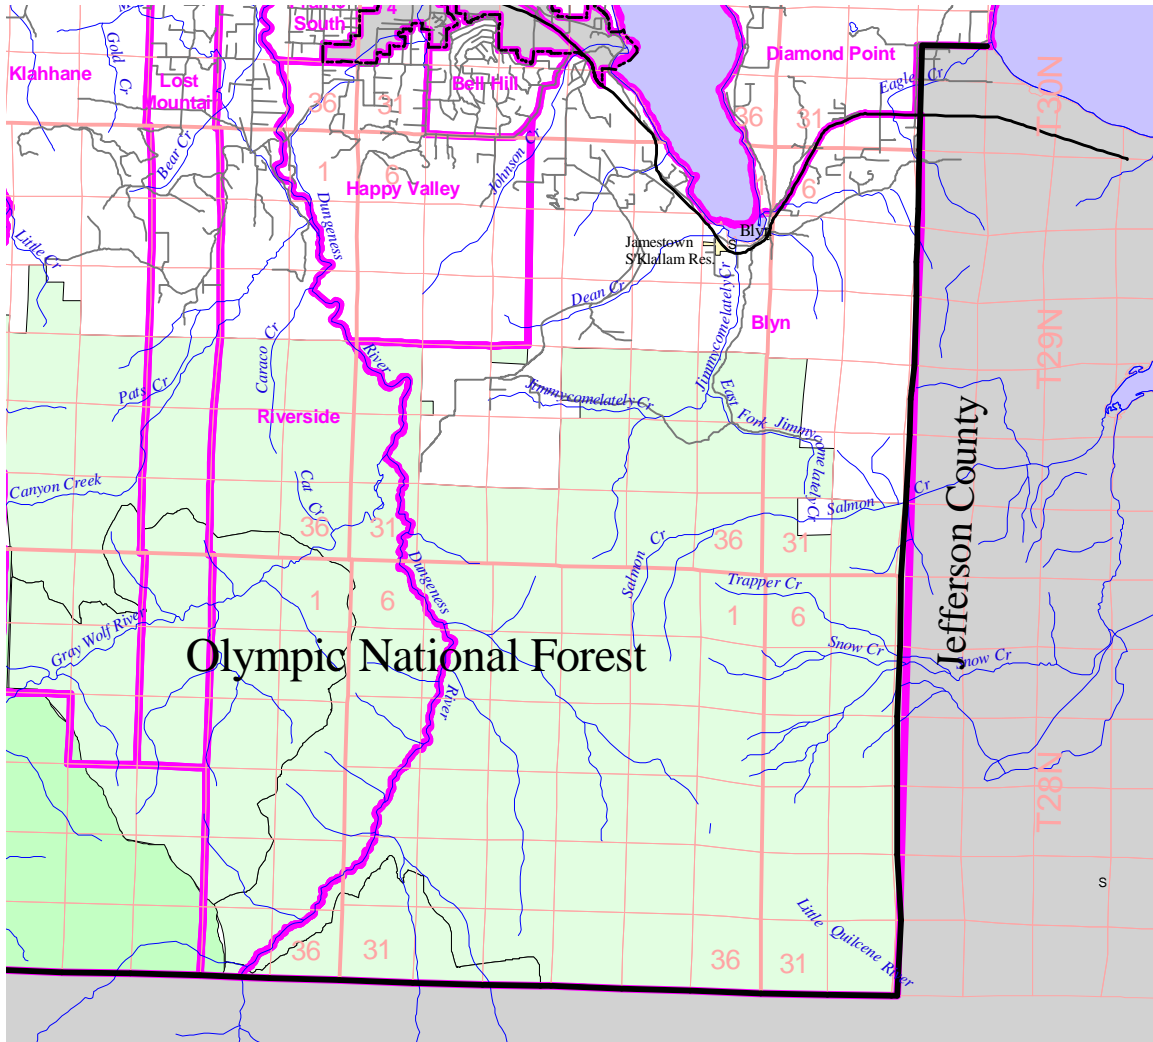 4
South
Diamond Point
Klahhane
Gold Cr
Lost
Mountain
Bell Hill
Eagle Cr
36
31
36
31
T30N
Bear Cr
Johnson Cr
1
6
1
6
Happy Valley
Dungeness
River
Little Cr
Blyn
Jamestown
S'Klallam Res.
S
Dean Cr
Jimmycomelately Cr
Blyn
T29N
Caraco Cr
Pats Cr
Riverside
Jimmycomelately Cr
East Fork Jimmycomelately Cr
Canyon Creek
Cat Cr
Salmon Cr
36
31
36
31
Salmon Cr
Jefferson County
Dungeness
River
Trapper Cr
1
6
1
6
Gray Wolf River
Olympic National Forest
Snow Cr
Snow Cr
T28N
S
Little Quilcene River
36
31
36
31